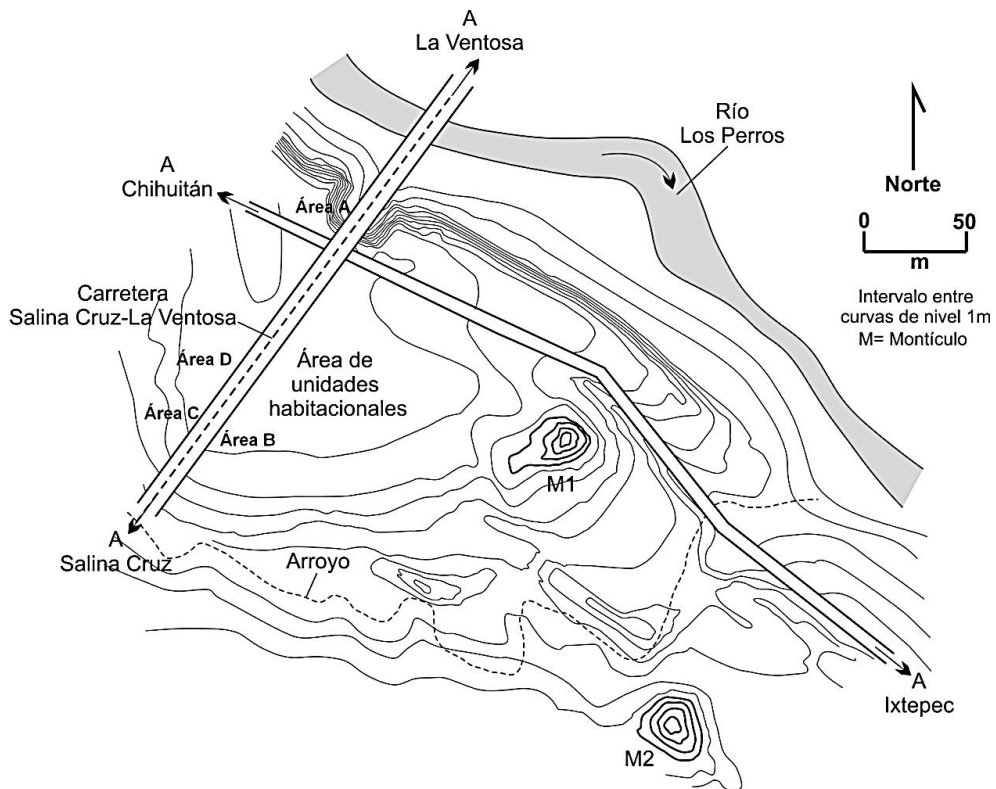 A
La Ventosa
Río
Los Perros
A
Chihuitán
Área A
Norte
0 50
m
Intervalo entre
curvas de nivel 1m
M= Montículo
Carretera
Salina Cruz-La Ventosa
Área D
Área de
unidades
habitacionales
Área C
Área B
M1
A
Salina Cruz
Arroyo
A
Ixtepec
M2